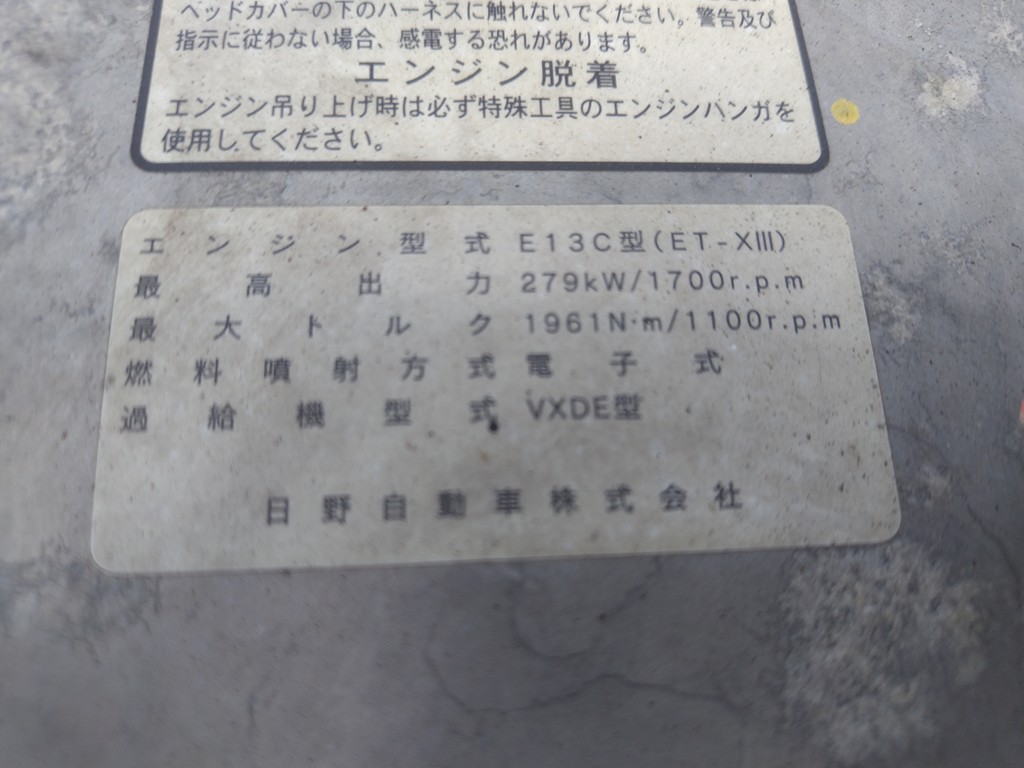 ヘッドカバーの下のハーネスに触れないでください。警告及び
指示に従わない場合、感電する恐れがあります。
エンジン脱着
エンジン吊り上げ時は必ず特殊工具のエンジンハンガを
使用してください。
エンジン型式 E13C型(ET-XIII)
最高出力 279kW/1700r.p.m
最大トルク 1961N·m/1100r.p.m
燃料噴射方式 電子式
過給機型式 VXDE型
日野自動車株式会社